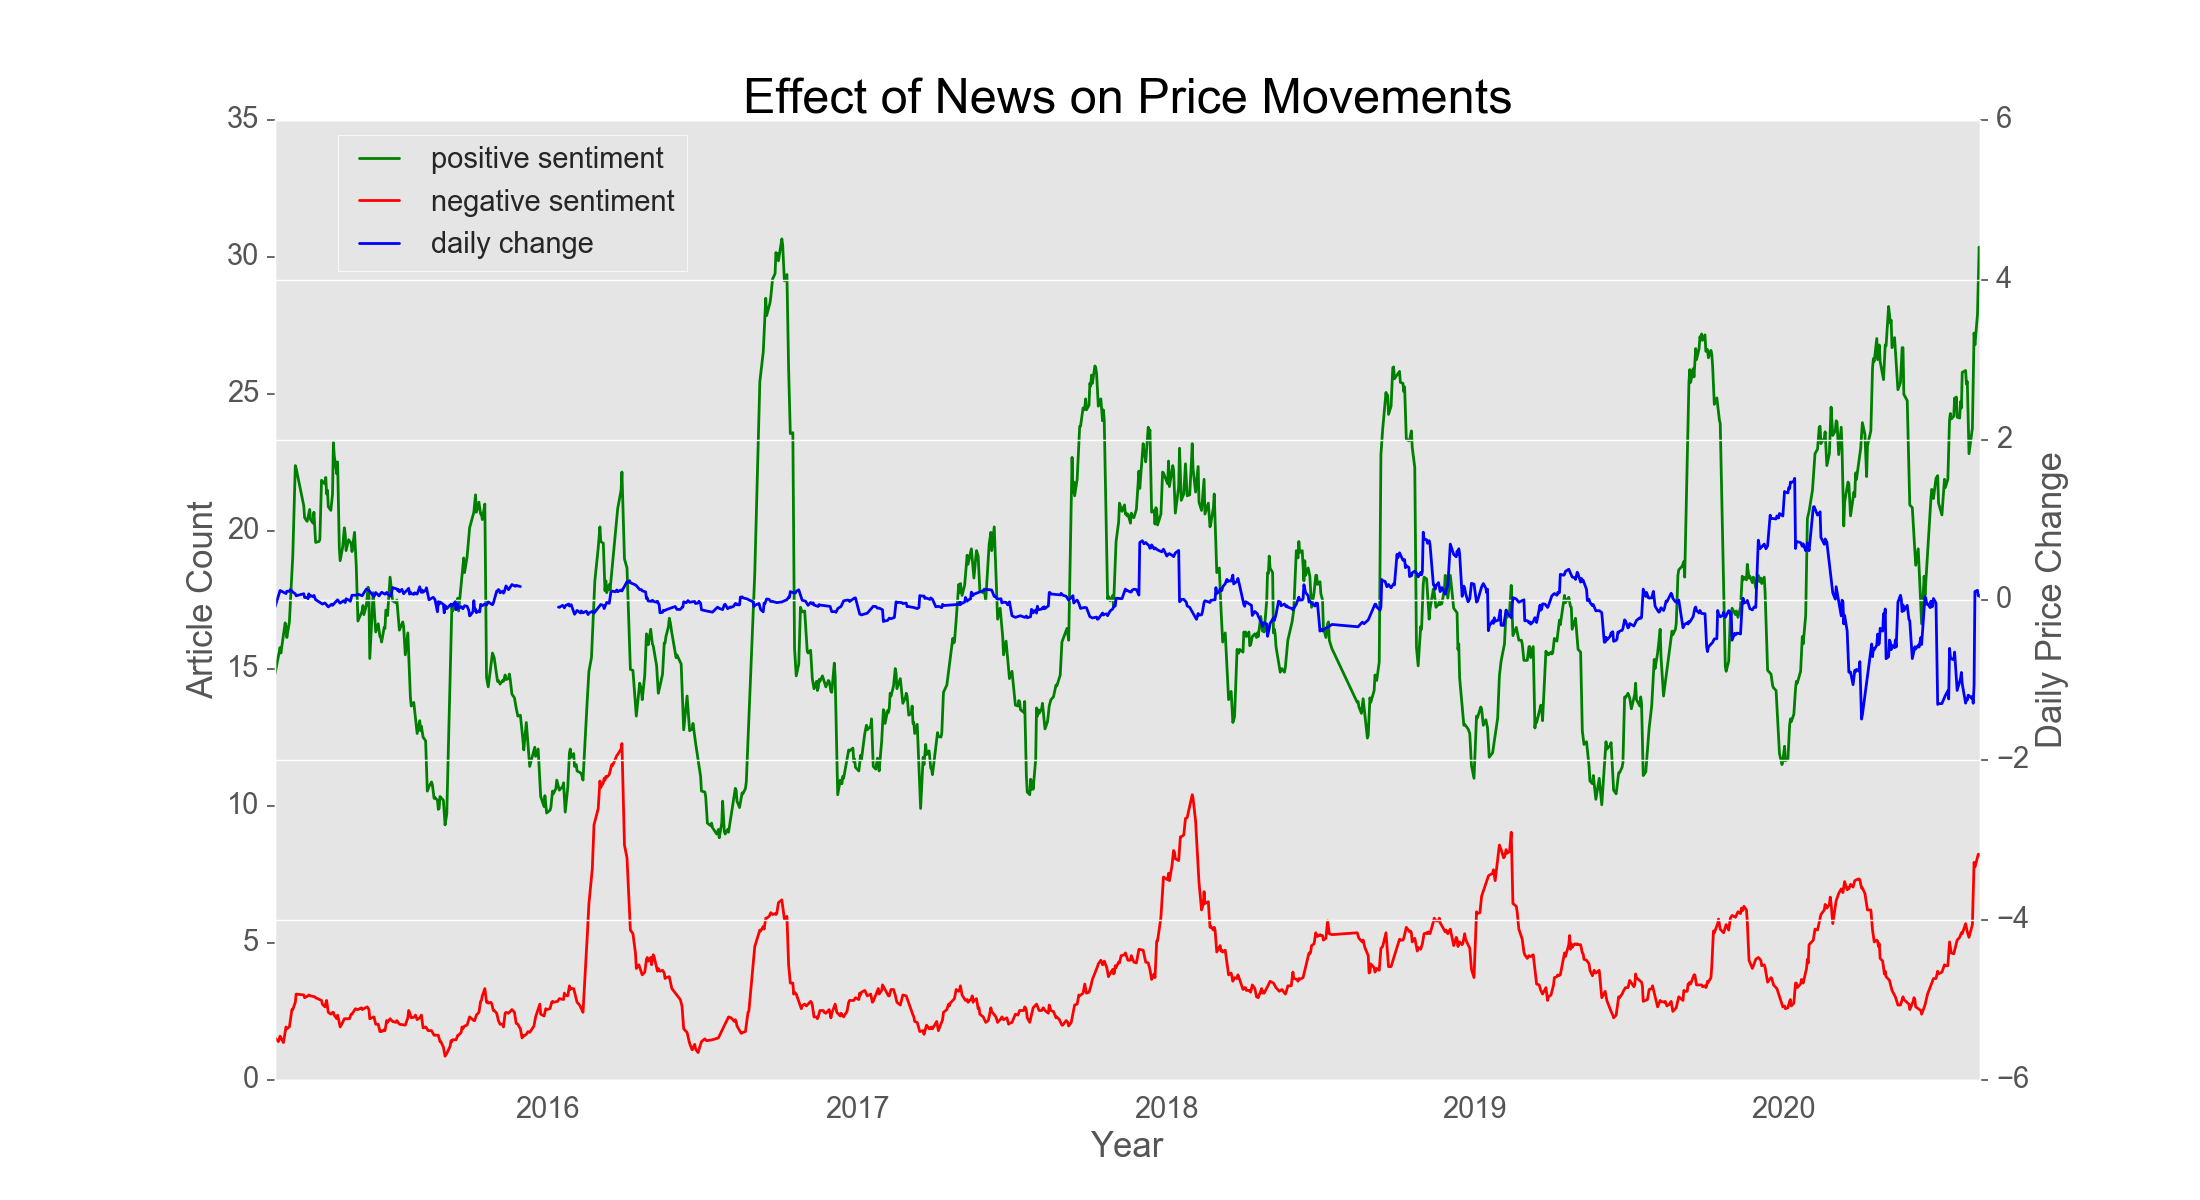 Effect of News on Price Movements
positive sentiment
negative sentiment
daily change
35
30
25
20
15
10
5
0
Article Count
6
4
2
0
−2
−4
−6
Daily Price Change
2016 2017 2018 2019 2020
Year